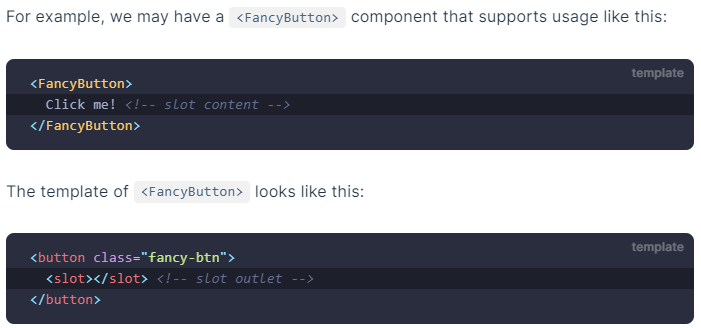 For example, we may have a <FancyButton> component that supports usage like this:
template
<FancyButton>
  Click me! <!-- slot content -->
</FancyButton>
The template of <FancyButton> looks like this:
template
<button class="fancy-btn">
  <slot></slot> <!-- slot outlet -->
</button>